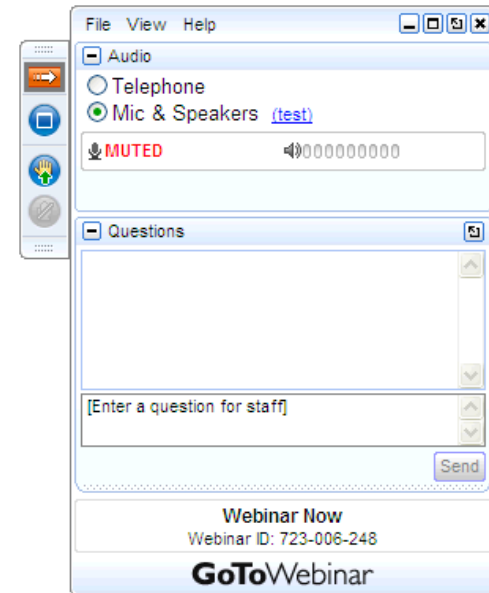 File View Help
Audio
Telephone
Mic & Speakers (test)
MUTED 000000000
Questions
[Enter a question for staff]
Send
Webinar Now
Webinar ID: 723-006-248
GoToWebinar